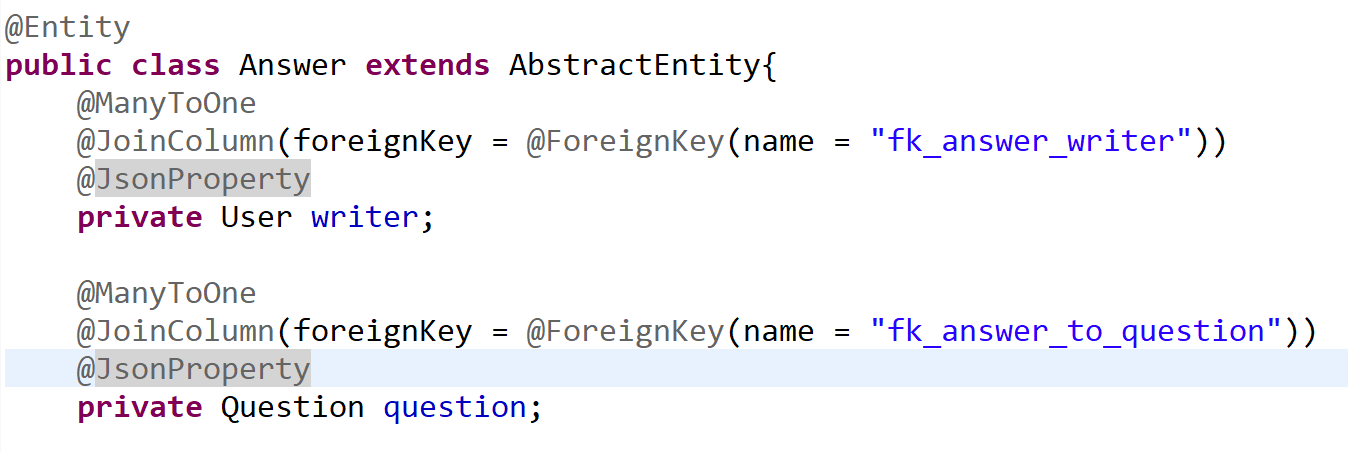 @Entity
public class Answer extends AbstractEntity{
@ManyToOne
@JoinColumn(foreignKey = @ForeignKey(name = "fk_answer_writer"))
@JsonProperty
private User writer;
@ManyToOne
@JoinColumn(foreignKey = @ForeignKey(name = "fk_answer_to_question"))
@JsonProperty
private Question question;